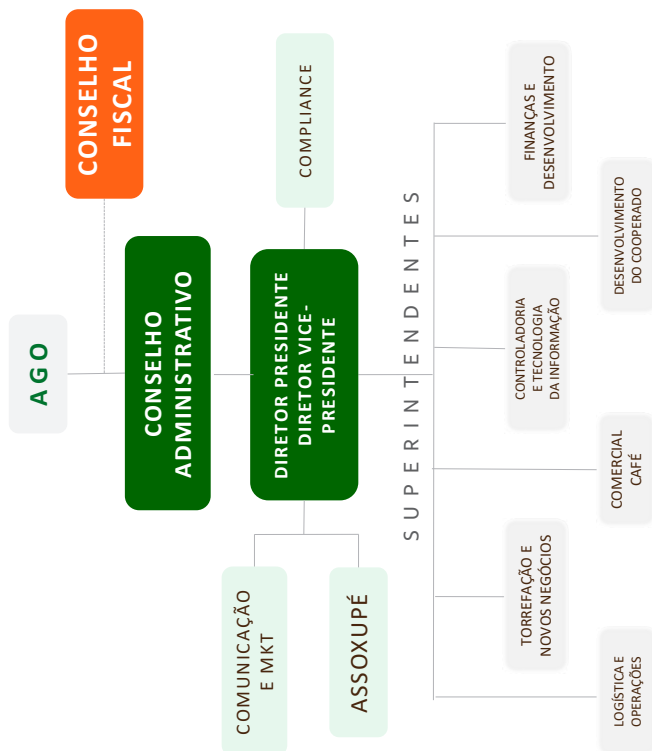 AGO
CONSELHO
FISCAL
CONSELHO
ADMINISTRATIVO
COMUNICAÇÃO
E MKT
ASSOXUPÉ
DIRETOR PRESIDENTE
DIRETOR VICE-
PRESIDENTE
COMPLIANCE
SUPERINTENDENTES
LOGÍSTICA E
OPERAÇÕES
TORREFAÇÃO E
NOVOS NEGÓCIOS
COMERCIAL
CAFÉ
CONTROLADORIA
E TECNOLOGIA
DA INFORMAÇÃO
DESENVOLVIMENTO
DO COOPERADO
FINANÇAS E
DESENVOLVIMENTO